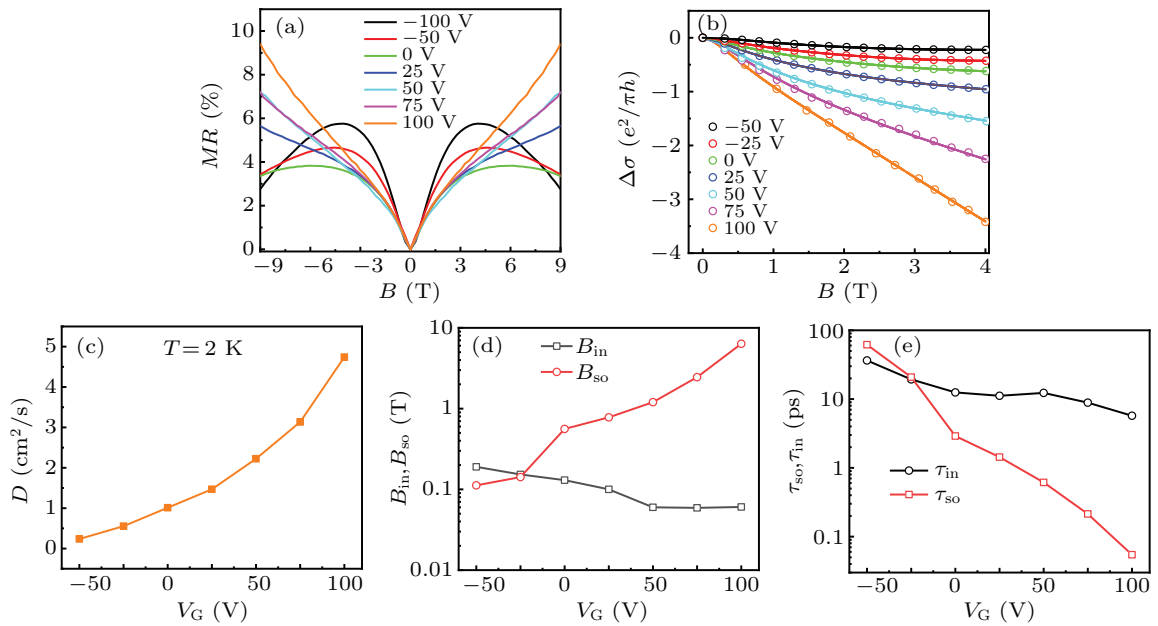 (a)
−100 V
−50 V
0 V
25 V
50 V
75 V
100 V
MR (%)
10
8
6
4
2
0
−9 −6 −3 0 3 6 9
B (T)
(b)
−50 V
−25 V
0 V
25 V
50 V
75 V
100 V
Δσ (e²/πh)
0
−1
−2
−3
−4
0 1 2 3 4
B (T)
(c)
T = 2 K
D (cm²/s)
5
4
3
2
1
0
−50 0 50 100
V_G (V)
(d)
B_in
B_so
B_in, B_so (T)
10
1
0.1
0.01
−50 0 50 100
V_G (V)
(e)
τ_in
τ_so
τ_so, τ_in (ps)
100
10
1
0.1
−50 0 50 100
V_G (V)